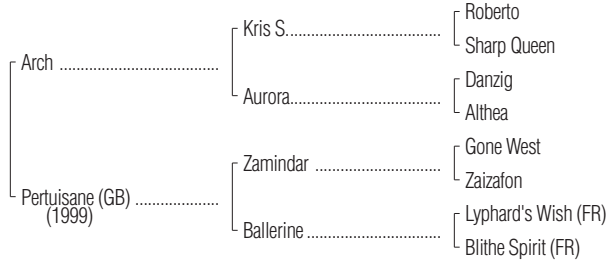 Roberto
Kris S.
Sharp Queen
Arch
Danzig
Aurora
Althea
Gone West
Zamindar
Zaizafon
Pertuisane (GB)
(1999)
Lyphard's Wish (FR)
Ballerine
Blithe Spirit (FR)